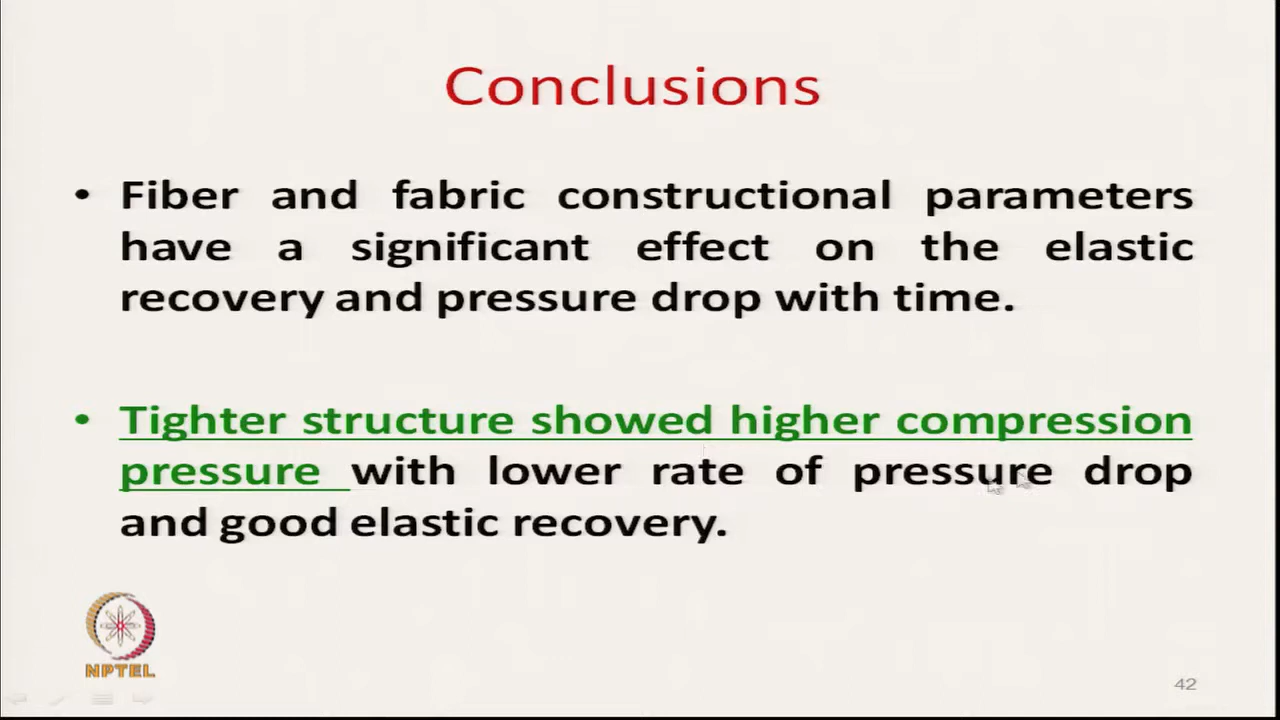 Conclusions
• Fiber and fabric constructional parameters
have a significant effect on the elastic
recovery and pressure drop with time.
• Tighter structure showed higher compression
pressure with lower rate of pressure drop
and good elastic recovery.
NPTEL
42